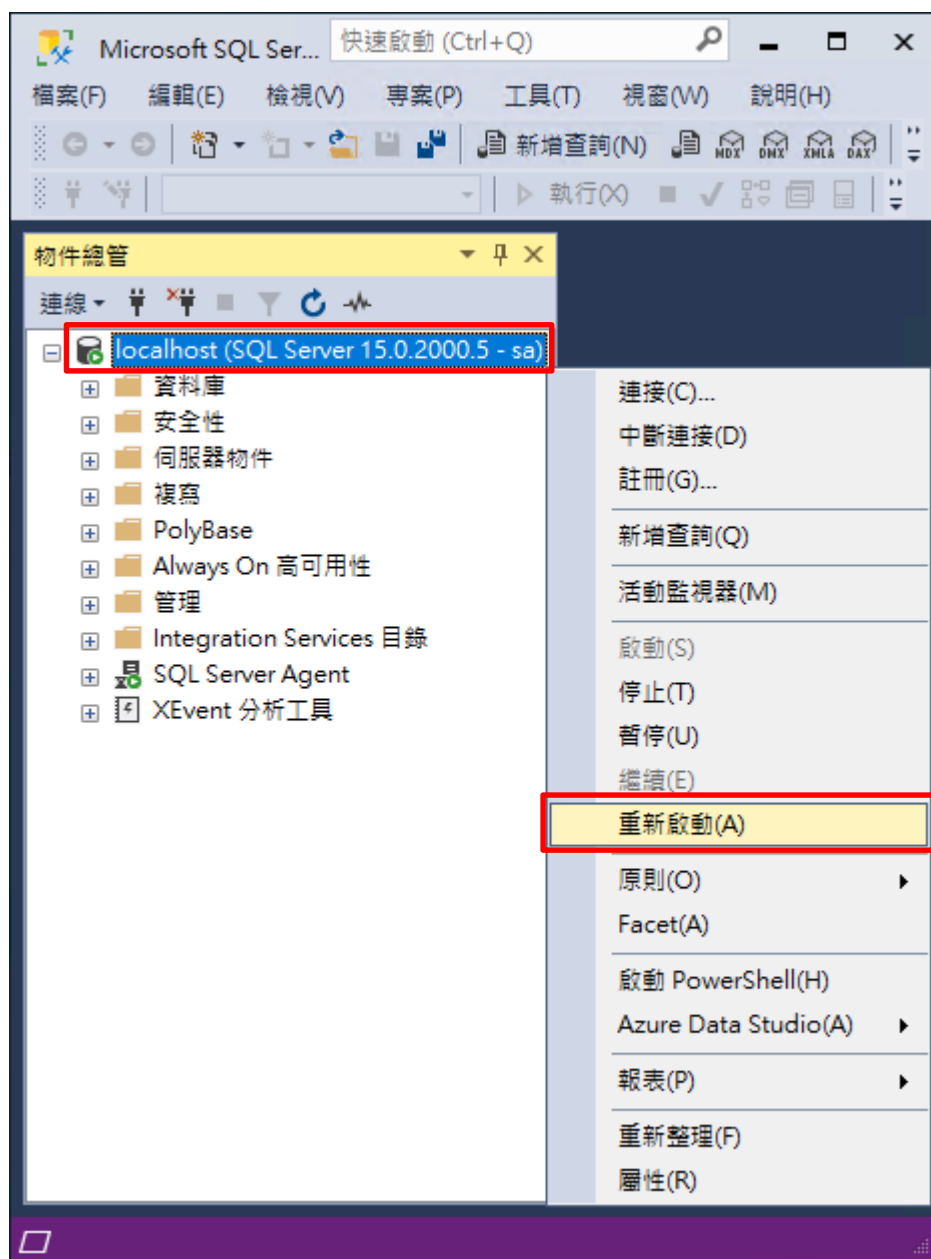 Microsoft SQL Ser... 快速啟動 (Ctrl+Q)
檔案(F) 編輯(E) 檢視(V) 專案(P) 工具(T) 視窗(W) 說明(H)
新增查詢(N) MDX DMX XMLA DAX
執行(X)
物件總管
連線
localhost (SQL Server 15.0.2000.5 - sa)
資料庫
安全性
伺服器物件
複寫
PolyBase
Always On 高可用性
管理
Integration Services 目錄
SQL Server Agent
XEvent 分析工具
連接(C)...
中斷連接(D)
註冊(G)...
新增查詢(Q)
活動監視器(M)
啟動(S)
停止(T)
暫停(U)
繼續(E)
重新啟動(A)
原則(O)
Facet(A)
啟動 PowerShell(H)
Azure Data Studio(A)
報表(P)
重新整理(F)
屬性(R)